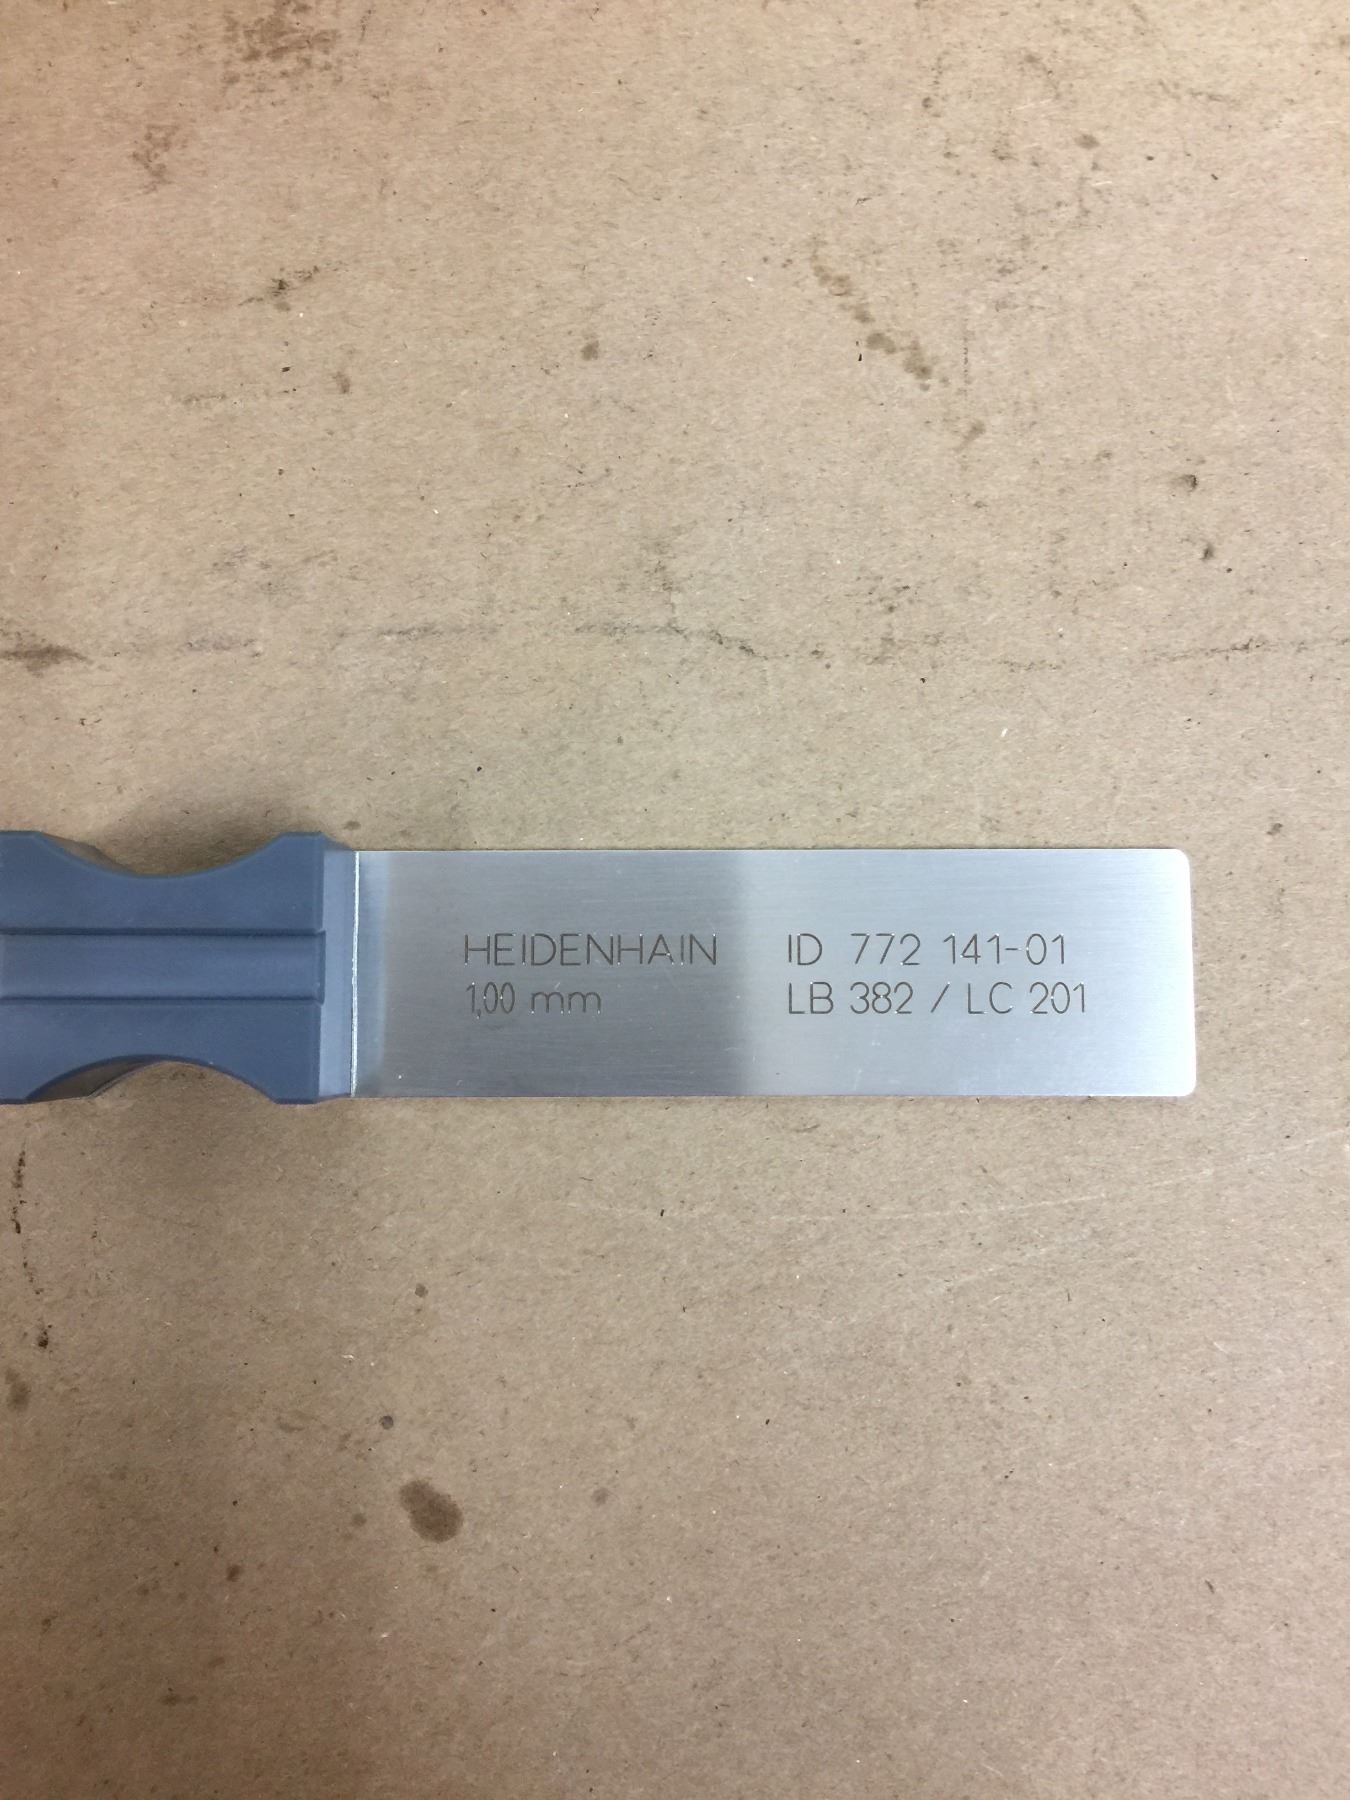 HEIDENHAIN
1,00 mm
ID 772 141-01
LB 382 / LC 201